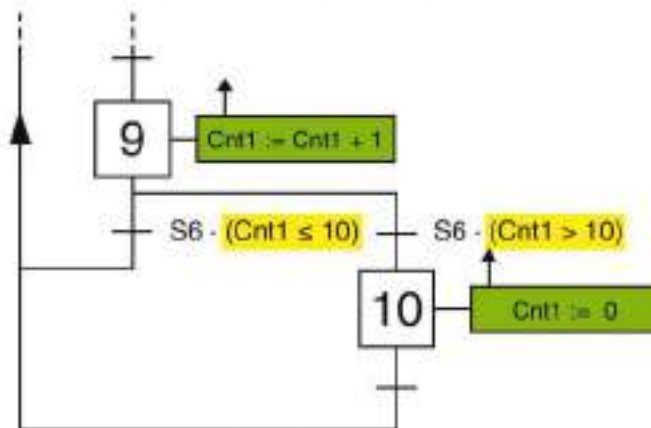 9
Cnt1 := Cnt1 + 1
S6 · (Cnt1 ≤ 10)
S6 · (Cnt1 > 10)
10
Cnt1 := 0